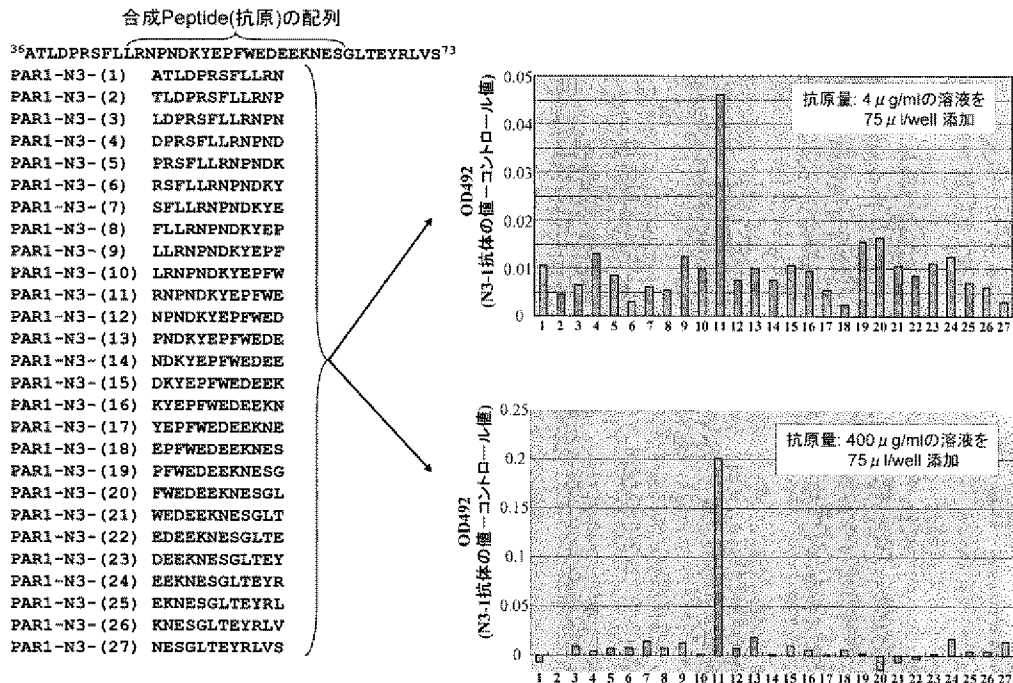 合成Peptide(抗原)の配列
³⁶ATLDPRSFLLRNPNDKYEPFWEDEEKNESGLTEYRLVS⁷³
PAR1-N3-(1) ATLDPRSFLLRN
PAR1-N3-(2) TLDPRSFLLRNP
PAR1-N3-(3) LDPRSFLLRNPN
PAR1-N3-(4) DPRSFLLRNPND
PAR1-N3-(5) PRSFLLRNPNDK
PAR1-N3-(6) RSFLLRNPNDKY
PAR1-N3-(7) SFLLRNPNDKYE
PAR1-N3-(8) FLLRNPNDKYEP
PAR1-N3-(9) LLRNPNDKYEPF
PAR1-N3-(10) LRNPNDKYEPFW
PAR1-N3-(11) RNPNDKYEPFWE
PAR1-N3-(12) NPNDKYEPFWED
PAR1-N3-(13) PNDKYEPFWEDE
PAR1-N3-(14) NDKYEPFWEDEE
PAR1-N3-(15) DKYEPFWEDEEK
PAR1-N3-(16) KYEPFWEDEEKN
PAR1-N3-(17) YEPFWEDEEKNE
PAR1-N3-(18) EPFWEDEEKNES
PAR1-N3-(19) PFWEDEEKNESG
PAR1-N3-(20) FWEDEEKNESGL
PAR1-N3-(21) WEDEEKNESGLT
PAR1-N3-(22) EDEEKNESGLTE
PAR1-N3-(23) DEEKNESGLTEY
PAR1-N3-(24) EEKNESGLTEYR
PAR1-N3-(25) EKNESGLTEYRL
PAR1-N3-(26) KNESGLTEYRLV
PAR1-N3-(27) NESGLTEYRLVS
OD492
(N3-1抗体の値ーコントロール値)
0.05
0.04
0.03
0.02
0.01
0
抗原量: 4μg/mlの溶液を
75μl/well 添加
1 2 3 4 5 6 7 8 9 10 11 12 13 14 15 16 17 18 19 20 21 22 23 24 25 26 27
OD492
(N3-1抗体の値ーコントロール値)
0.25
0.2
0.15
0.1
0.05
0
抗原量: 400μg/mlの溶液を
75μl/well 添加
1 2 3 4 5 6 7 8 9 10 11 12 13 14 15 16 17 18 19 20 21 22 23 24 25 26 27